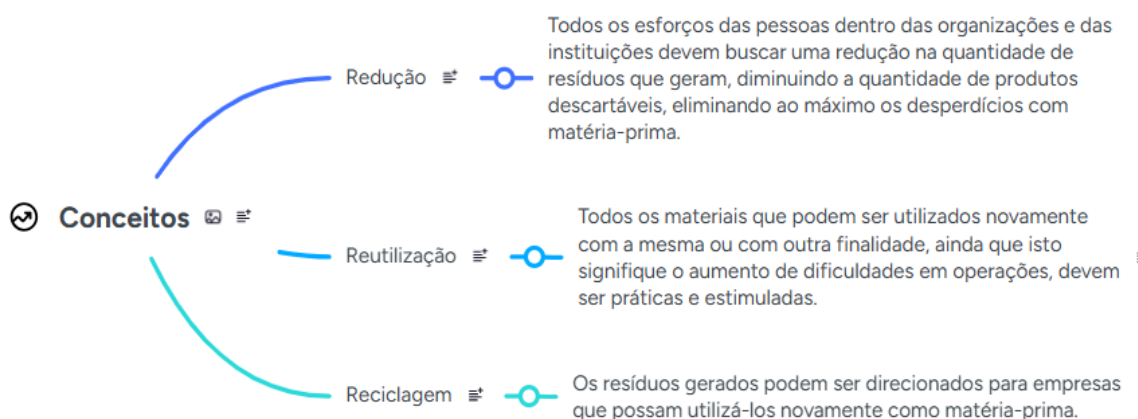 Todos os esforços das pessoas dentro das organizações e das
instituições devem buscar uma redução na quantidade de
resíduos que geram, diminuindo a quantidade de produtos
descartáveis, eliminando ao máximo os desperdícios com
matéria-prima.
Redução
Conceitos
Todos os materiais que podem ser utilizados novamente
com a mesma ou com outra finalidade, ainda que isto
signifique o aumento de dificuldades em operações, devem
ser práticas e estimuladas.
Reutilização
Os resíduos gerados podem ser direcionados para empresas
que possam utilizá-los novamente como matéria-prima.
Reciclagem